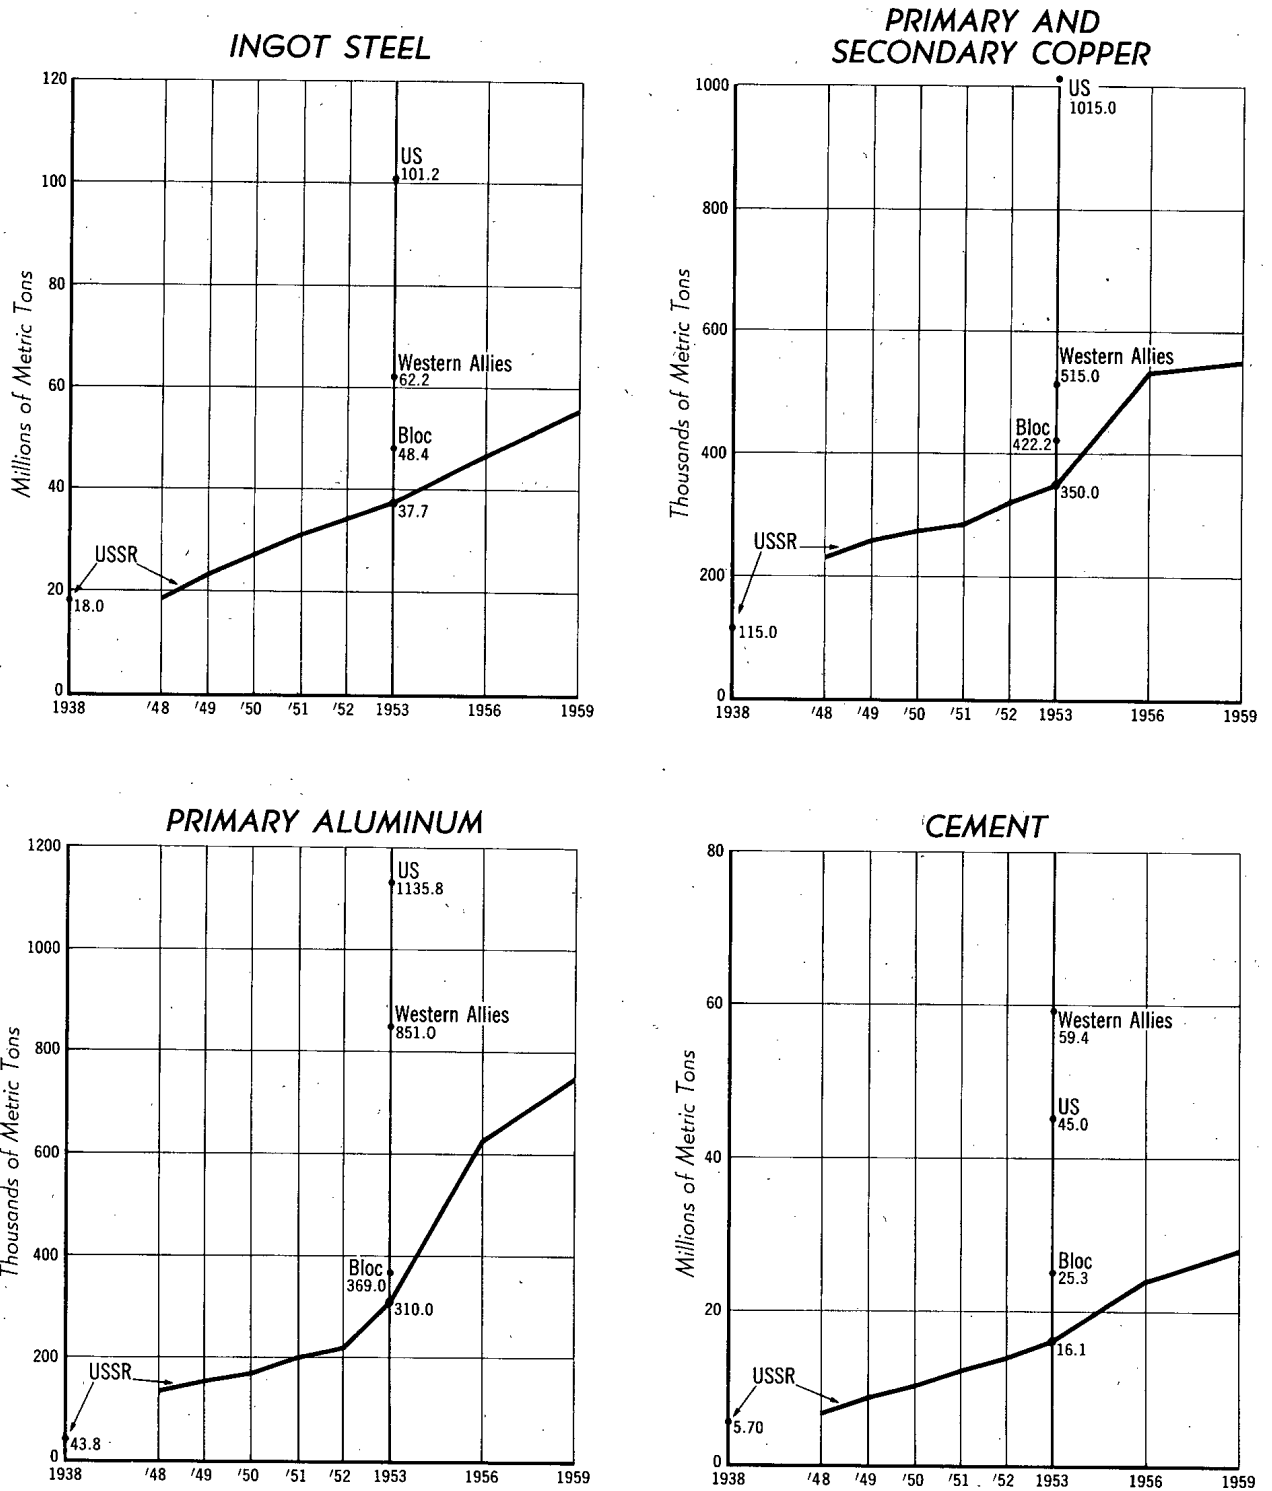 INGOT STEEL
120
100
80
60
40
20
0
Millions of Metric Tons
US
101.2
Western Allies
62.2
Bloc
48.4
37.7
USSR
18.0
1938 '48 '49 '50 '51 '52 1953 1956 1959
PRIMARY AND
SECONDARY COPPER
1000
800
600
400
200
0
Thousands of Metric Tons
US
1015.0
Western Allies
515.0
Bloc
422.2
350.0
USSR
115.0
1938 '48 '49 '50 '51 '52 1953 1956 1959
PRIMARY ALUMINUM
1200
1000
800
600
400
200
0
Thousands of Metric Tons
US
1135.8
Western Allies
851.0
Bloc
369.0
310.0
USSR
43.8
1938 '48 '49 '50 '51 '52 1953 1956 1959
CEMENT
80
60
40
20
0
Millions of Metric Tons
Western Allies
59.4
US
45.0
Bloc
25.3
16.1
USSR
5.70
1938 '48 '49 '50 '51 '52 1953 1956 1959